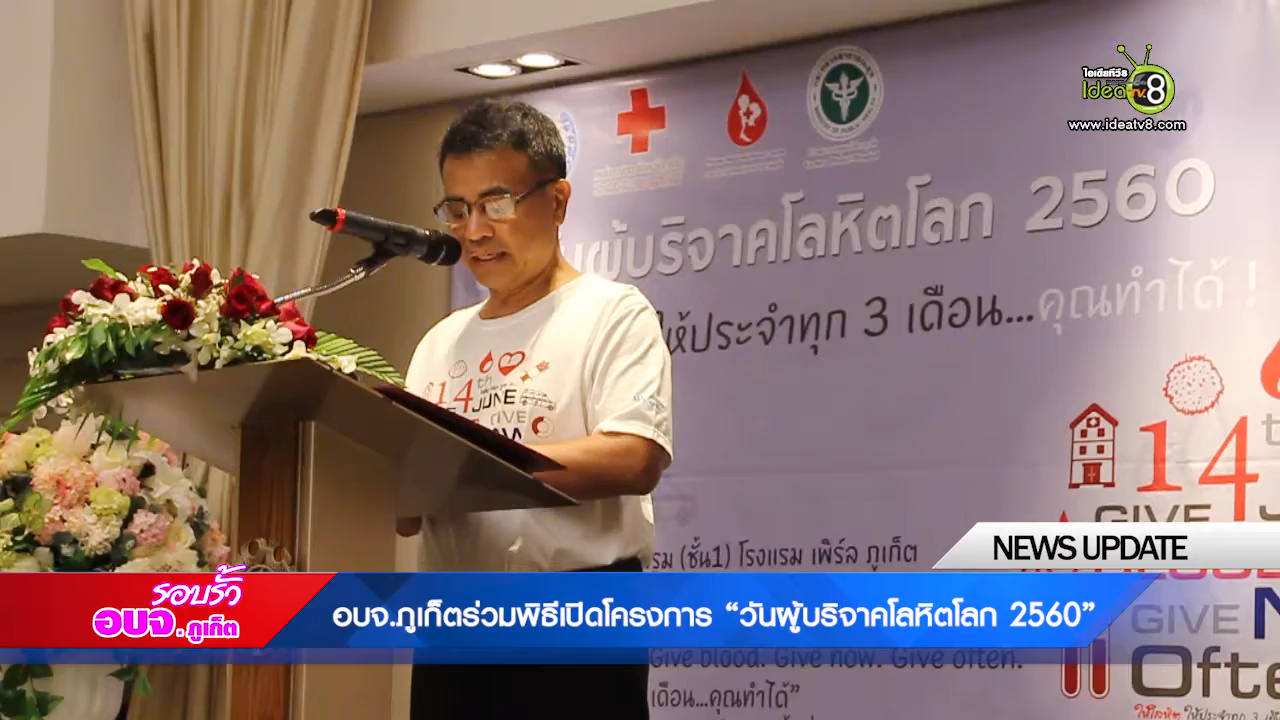 ไอเดียทีวี8
Idea TV 8
www.ideatv8.com
ผู้บริจาคโลหิตโลก 2560
ให้ประจำทุก 3 เดือน...คุณทำได้ !
14th
JUNE
GIVE
14th
GIVE
รม (ชั้น1) โรงแรม เพิร์ล ภูเก็ต
NEWS UPDATE
รอบรั้ว
อบจ.ภูเก็ต
อบจ.ภูเก็ตร่วมพิธีเปิดโครงการ “วันผู้บริจาคโลหิตโลก 2560”
GIVE
Give blood. Give now. Give often.
เดือน...คุณทำได้”